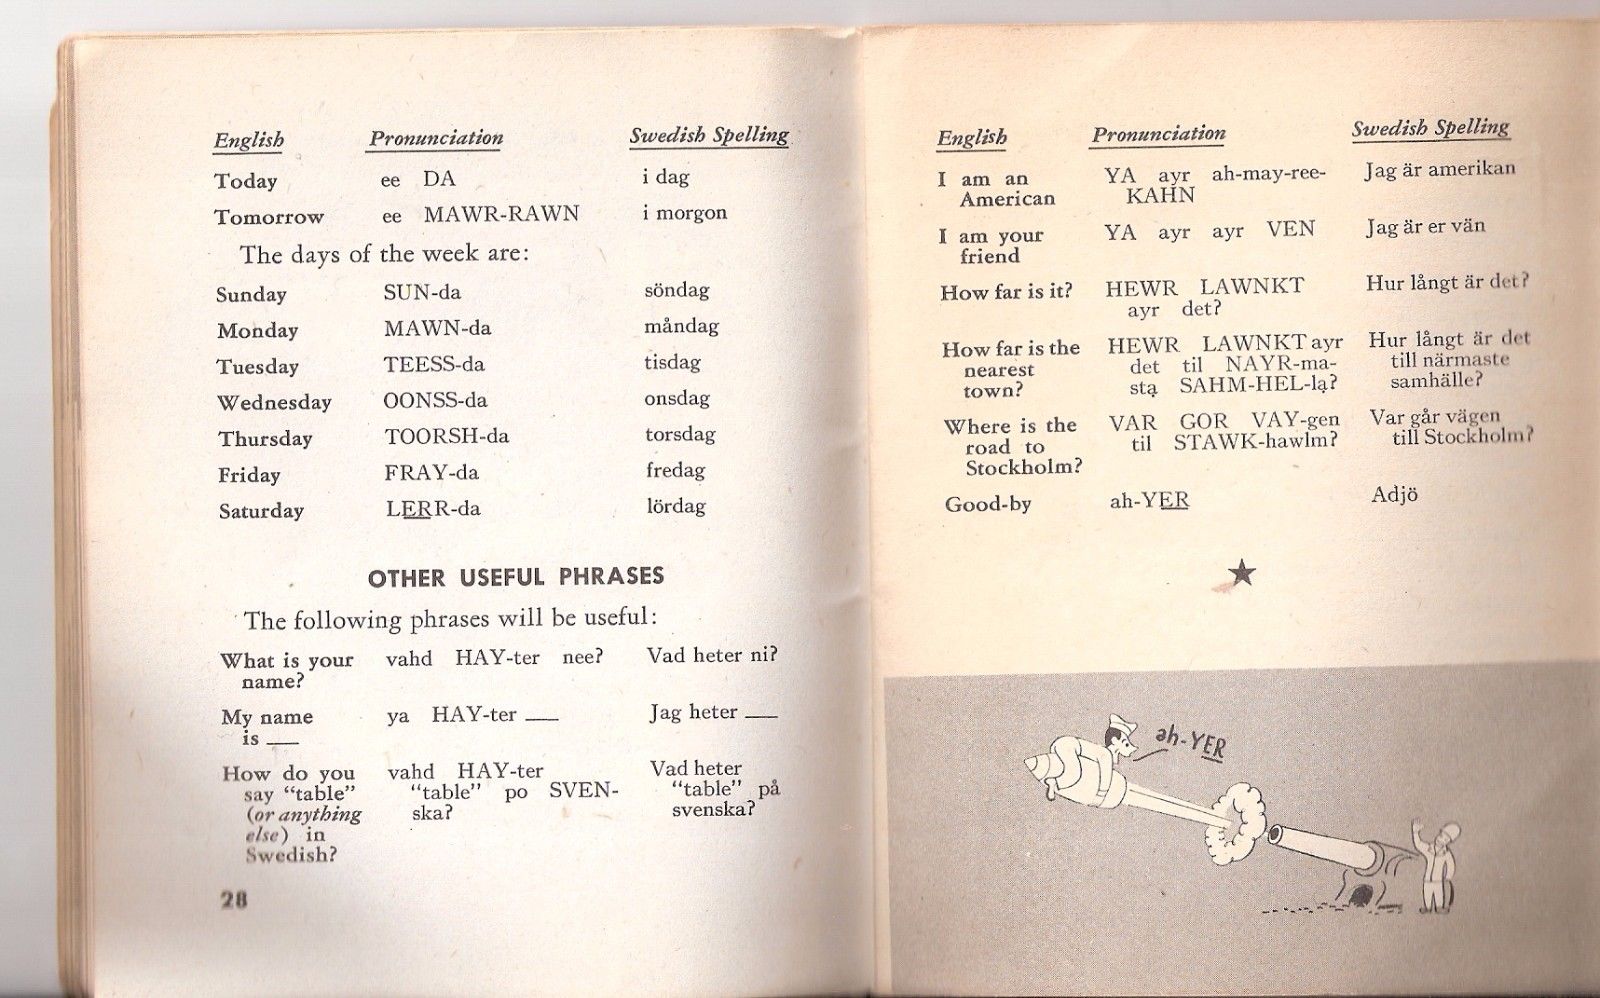 English Pronunciation Swedish Spelling
Today ee DA i dag
Tomorrow ee MAWR-RAWN i morgon
The days of the week are:
Sunday SUN-da söndag
Monday MAWN-da måndag
Tuesday TEESS-da tisdag
Wednesday OONSS-da onsdag
Thursday TOORSH-da torsdag
Friday FRAY-da fredag
Saturday LERR-da lördag
OTHER USEFUL PHRASES
The following phrases will be useful:
What is your vahd HAY-ter nee? Vad heter ni?
name?
My name ya HAY-ter ___ Jag heter ___
is ___
How do you vahd HAY-ter Vad heter
say “table” “table” po SVEN- “table” på
(or anything ska? svenska?
else) in
Swedish?
28
English Pronunciation Swedish Spelling
I am an YA ayr ah-may-ree- Jag är amerikan
American KAHN
I am your YA ayr ayr VEN Jag är er vän
friend
How far is it? HEWR LAWNKT Hur långt är det?
ayr det?
How far is the HEWR LAWNKT ayr Hur långt är det
nearest det til NAYR-ma- till närmaste
town? stạ SAHM-HEL-lạ? samhälle?
Where is the VAR GOR VAY-gen Var går vägen
road to til STAWK-hawlm? till Stockholm?
Stockholm?
Good-by ah-YER Adjö
ah-YER